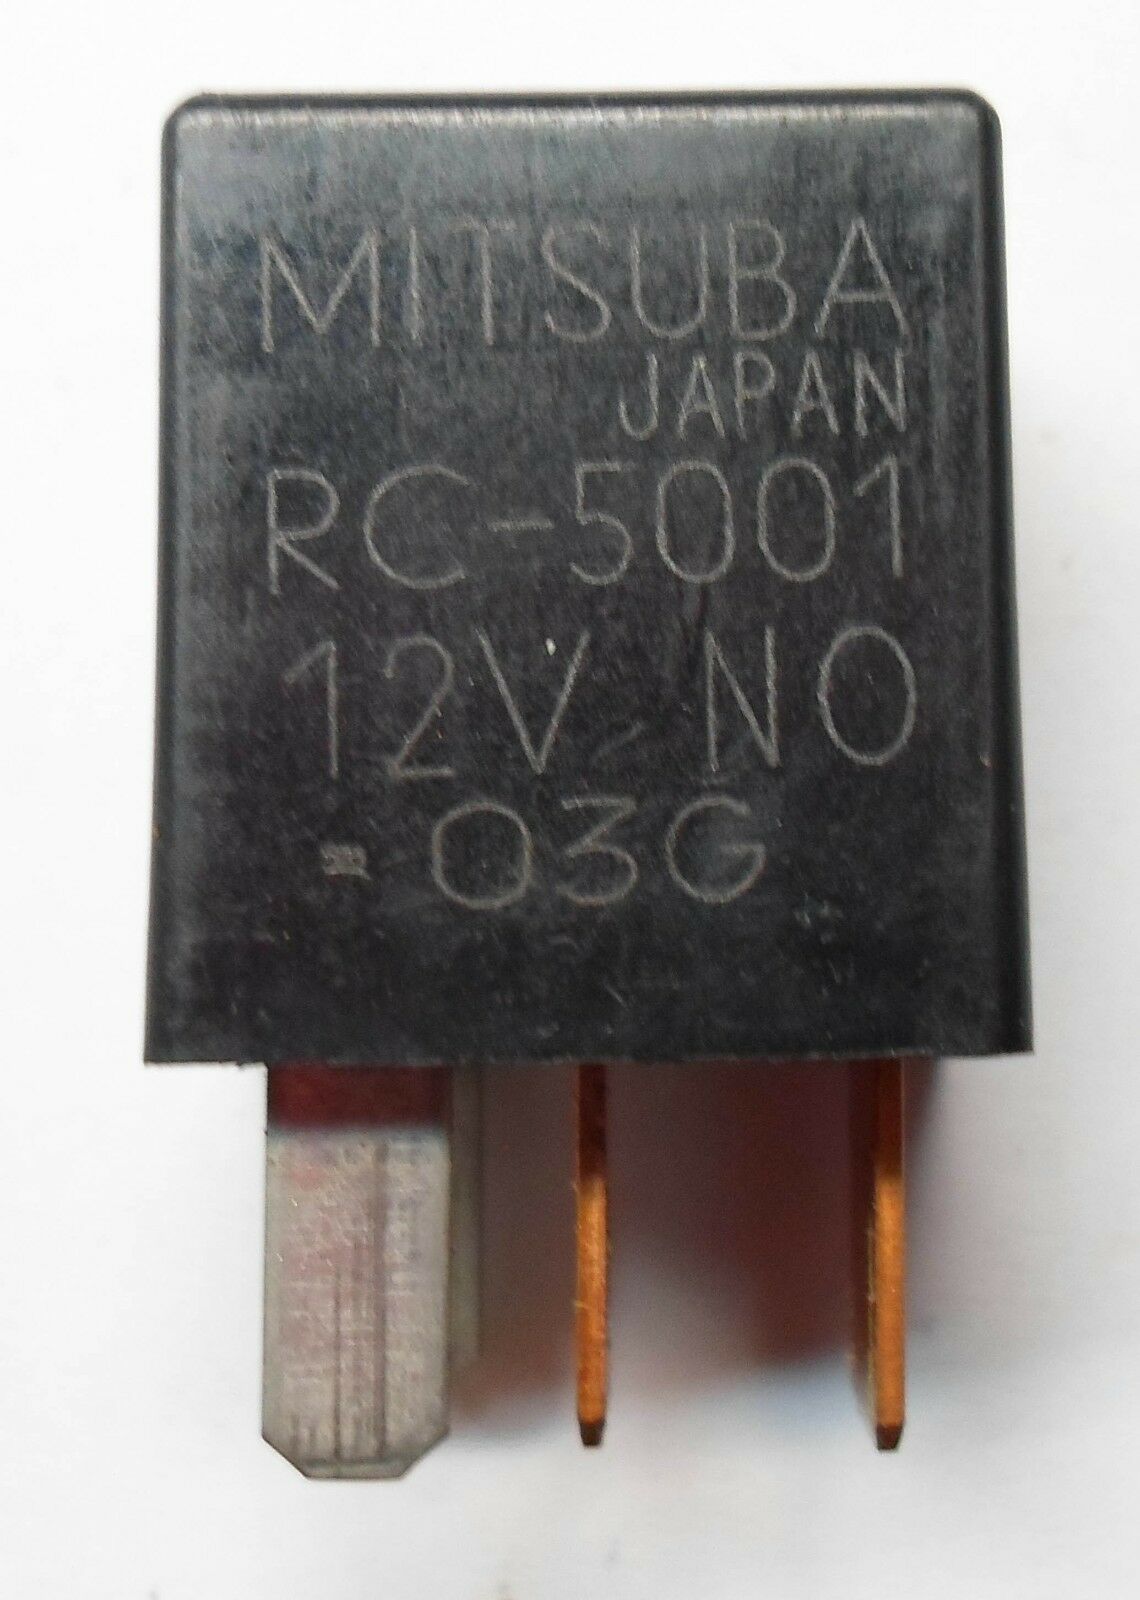 MITSUBA
JAPAN
RC-5001
12V NO
03G